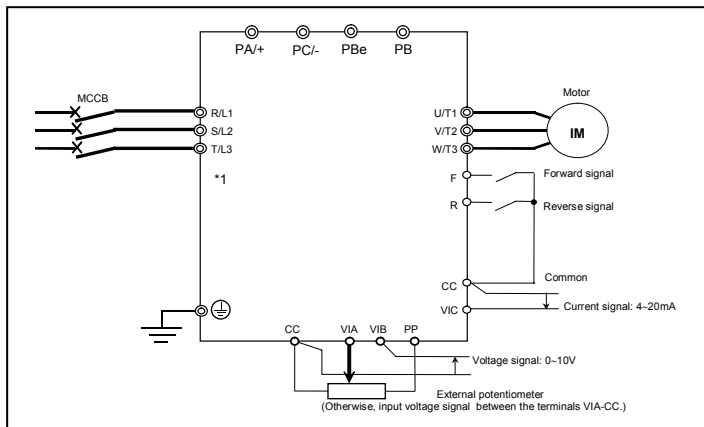 PA/+ PC/- PBe PB
MCCB
R/L1
S/L2
T/L3
*1
U/T1
V/T2
W/T3
Motor
IM
F
Forward signal
R
Reverse signal
CC
Common
VIC
Current signal: 4~20mA
CC VIA VIB PP
Voltage signal: 0~10V
External potentiometer
(Otherwise, input voltage signal between the terminals VIA-CC.)